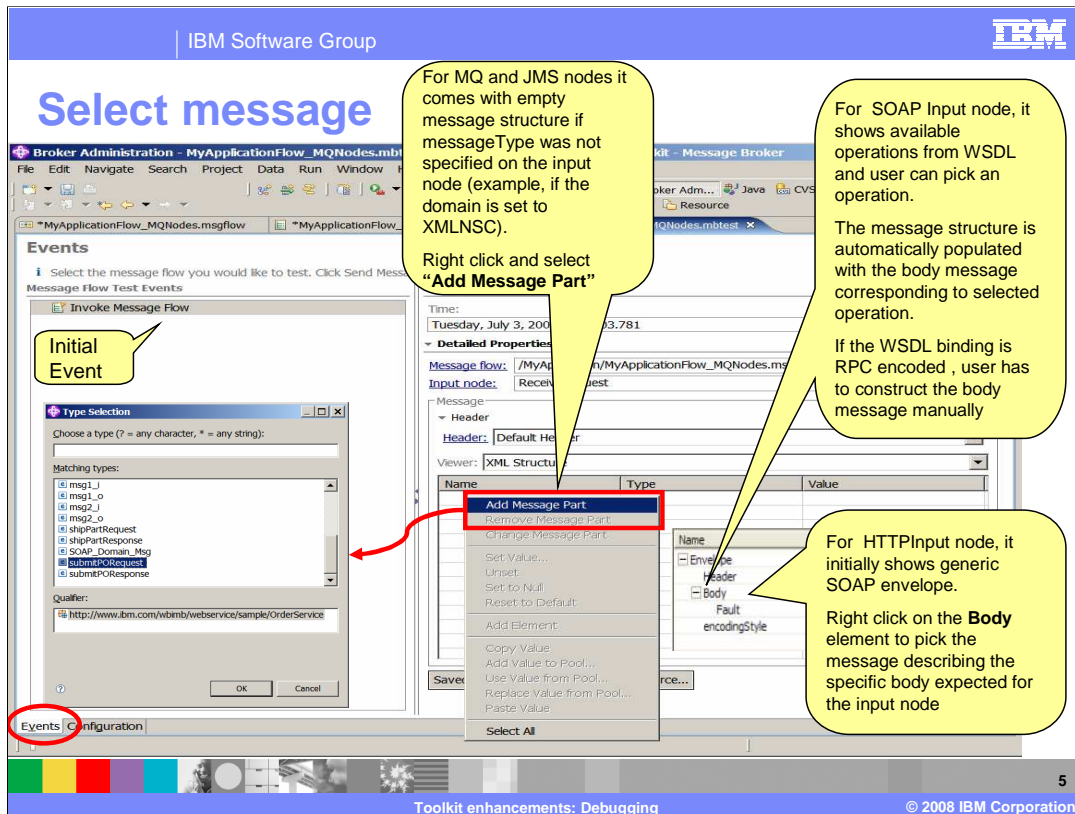 IBM Software Group
IBM
Select message
For MQ and JMS nodes it
comes with empty
message structure if
messageType was not
specified on the input
node (example, if the
domain is set to
XMLNSC).
Right click and select
“Add Message Part”
For SOAP Input node, it
shows available
operations from WSDL
and user can pick an
operation.
The message structure is
automatically populated
with the body message
corresponding to selected
operation.
If the WSDL binding is
RPC encoded , user has
to construct the body
message manually
Broker Administration - MyApplicationFlow_MQNodes.mbt
kit - Message Broker
File Edit Navigate Search Project Data Run Window
oker Adm... Java CVS
Resource
*MyApplicationFlow_MQNodes.msgflow
*MyApplicationFlow_
MQNodes.mbtest
Events
Select the message flow you would like to test. Click Send Mess
Message Flow Test Events
Invoke Message Flow
Initial
Event
Time:
Tuesday, July 3, 200
03.781
Detailed Properties
Message flow: /MyAp
n/MyApplicationFlow_MQNodes.ms
Input node: Recei
est
Message
Header
Header: Default He
er
Viewer: XML Structu
Name Type Value
Type Selection
Choose a type (? = any character, * = any string):
Matching types:
msg1_i
msg1_o
msg2_i
msg2_o
shipPartRequest
shipPartResponse
SOAP_Domain_Msg
submitPORequest
submitPOResponse
Qualifier:
http://www.ibm.com/wbimb/webservice/sample/OrderService
OK Cancel
Add Message Part
Remove Message Part
Change Message Part
Set Value...
Unset
Set to Null
Reset to Default
Add Element
Copy Value
Add Value to Pool...
Use Value from Pool...
Replace Value from Pool...
Paste Value
Select All
Name
Envelope
Header
Body
Fault
encodingStyle
Save
rce...
For HTTPInput node, it
initially shows generic
SOAP envelope.
Right click on the Body
element to pick the
message describing the
specific body expected for
the input node
Events Configuration
5
Toolkit enhancements: Debugging
© 2008 IBM Corporation